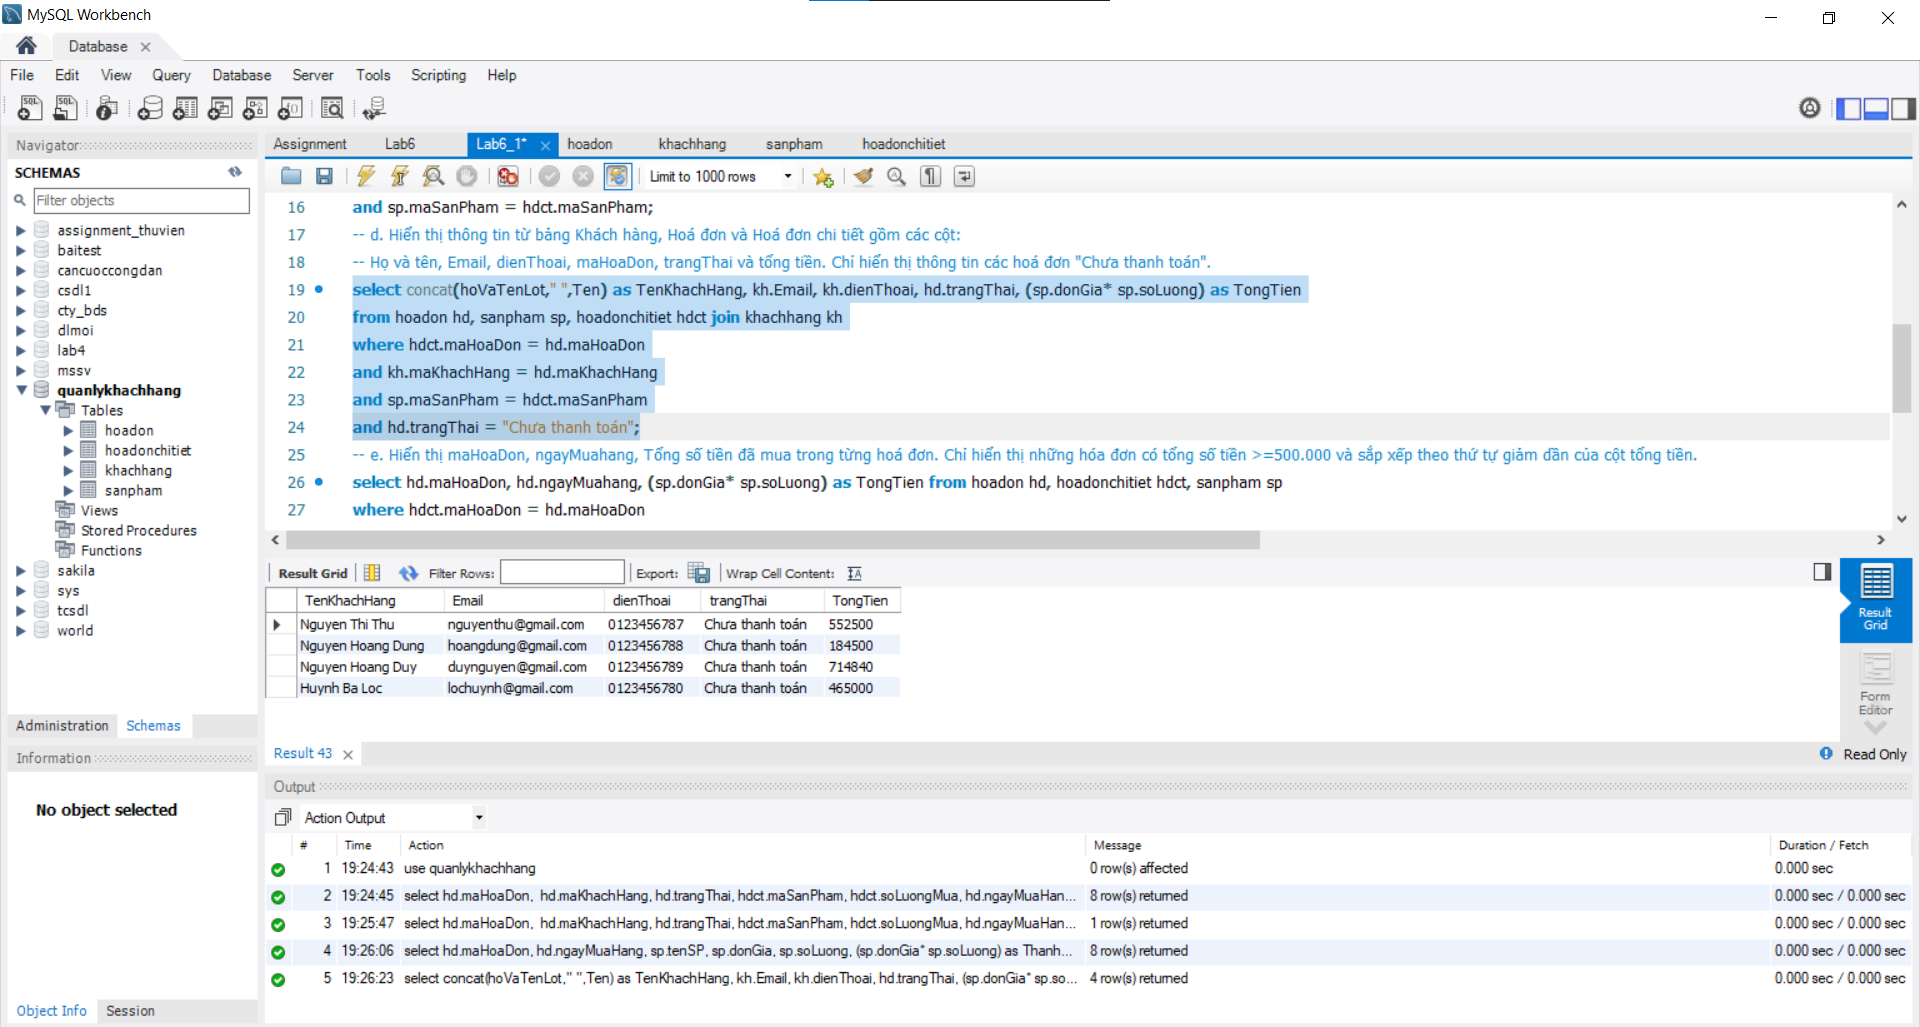 MySQL Workbench
Database
File Edit View Query Database Server Tools Scripting Help
Navigator
SCHEMAS
Filter objects
assignment_thuvien
baitest
cancuoccongdan
csdl1
cty_bds
dlmoi
lab4
mssv
quanlykhachhang
Tables
hoadon
hoadonchitiet
khachhang
sanpham
Views
Stored Procedures
Functions
sakila
sys
tcsdl
world
Administration Schemas
Information
No object selected
Object Info Session
Assignment Lab6 Lab6_1* hoadon khachhang sanpham hoadonchitiet
Limit to 1000 rows
16 and sp.maSanPham = hdct.maSanPham;
17 -- d. Hiển thị thông tin từ bảng Khách hàng, Hoá đơn và Hoá đơn chi tiết gồm các cột:
18 -- Họ và tên, Email, dienThoai, maHoaDon, trangThai và tổng tiền. Chỉ hiển thị thông tin các hoá đơn "Chưa thanh toán".
19 select concat(hoVaTenLot," ",Ten) as TenKhachHang, kh.Email, kh.dienThoai, hd.trangThai, (sp.donGia* sp.soLuong) as TongTien
20 from hoadon hd, sanpham sp, hoadonchitiet hdct join khachhang kh
21 where hdct.maHoaDon = hd.maHoaDon
22 and kh.maKhachHang = hd.maKhachHang
23 and sp.maSanPham = hdct.maSanPham
24 and hd.trangThai = "Chưa thanh toán";
25 -- e. Hiển thị maHoaDon, ngayMuahang, Tổng số tiền đã mua trong từng hoá đơn. Chỉ hiển thị những hóa đơn có tổng số tiền >=500.000 và sắp xếp theo thứ tự giảm dần của cột tổng tiền.
26 select hd.maHoaDon, hd.ngayMuahang, (sp.donGia* sp.soLuong) as TongTien from hoadon hd, hoadonchitiet hdct, sanpham sp
27 where hdct.maHoaDon = hd.maHoaDon
Result Grid Filter Rows: Export: Wrap Cell Content:
TenKhachHang Email dienThoai trangThai TongTien
Nguyen Thi Thu nguyenthu@gmail.com 0123456787 Chưa thanh toán 552500
Nguyen Hoang Dung hoangdung@gmail.com 0123456788 Chưa thanh toán 184500
Nguyen Hoang Duy duynguyen@gmail.com 0123456789 Chưa thanh toán 714840
Huynh Ba Loc lochuynh@gmail.com 0123456780 Chưa thanh toán 465000
Result
Grid
Form
Editor
Result 43
Read Only
Output
Action Output
# Time Action Message Duration / Fetch
1 19:24:43 use quanlykhachhang 0 row(s) affected 0.000 sec
2 19:24:45 select hd.maHoaDon, hd.maKhachHang, hd.trangThai, hdct.maSanPham, hdct.soLuongMua, hd.ngayMuaHan... 8 row(s) returned 0.000 sec / 0.000 sec
3 19:25:47 select hd.maHoaDon, hd.maKhachHang, hd.trangThai, hdct.maSanPham, hdct.soLuongMua, hd.ngayMuaHan... 1 row(s) returned 0.000 sec / 0.000 sec
4 19:26:06 select hd.maHoaDon, hd.ngayMuaHang, sp.tenSP, sp.donGia, sp.soLuong, (sp.donGia* sp.soLuong) as Thanh... 8 row(s) returned 0.000 sec / 0.000 sec
5 19:26:23 select concat(hoVaTenLot," ",Ten) as TenKhachHang, kh.Email, kh.dienThoai, hd.trangThai, (sp.donGia* sp.so... 4 row(s) returned 0.000 sec / 0.000 sec